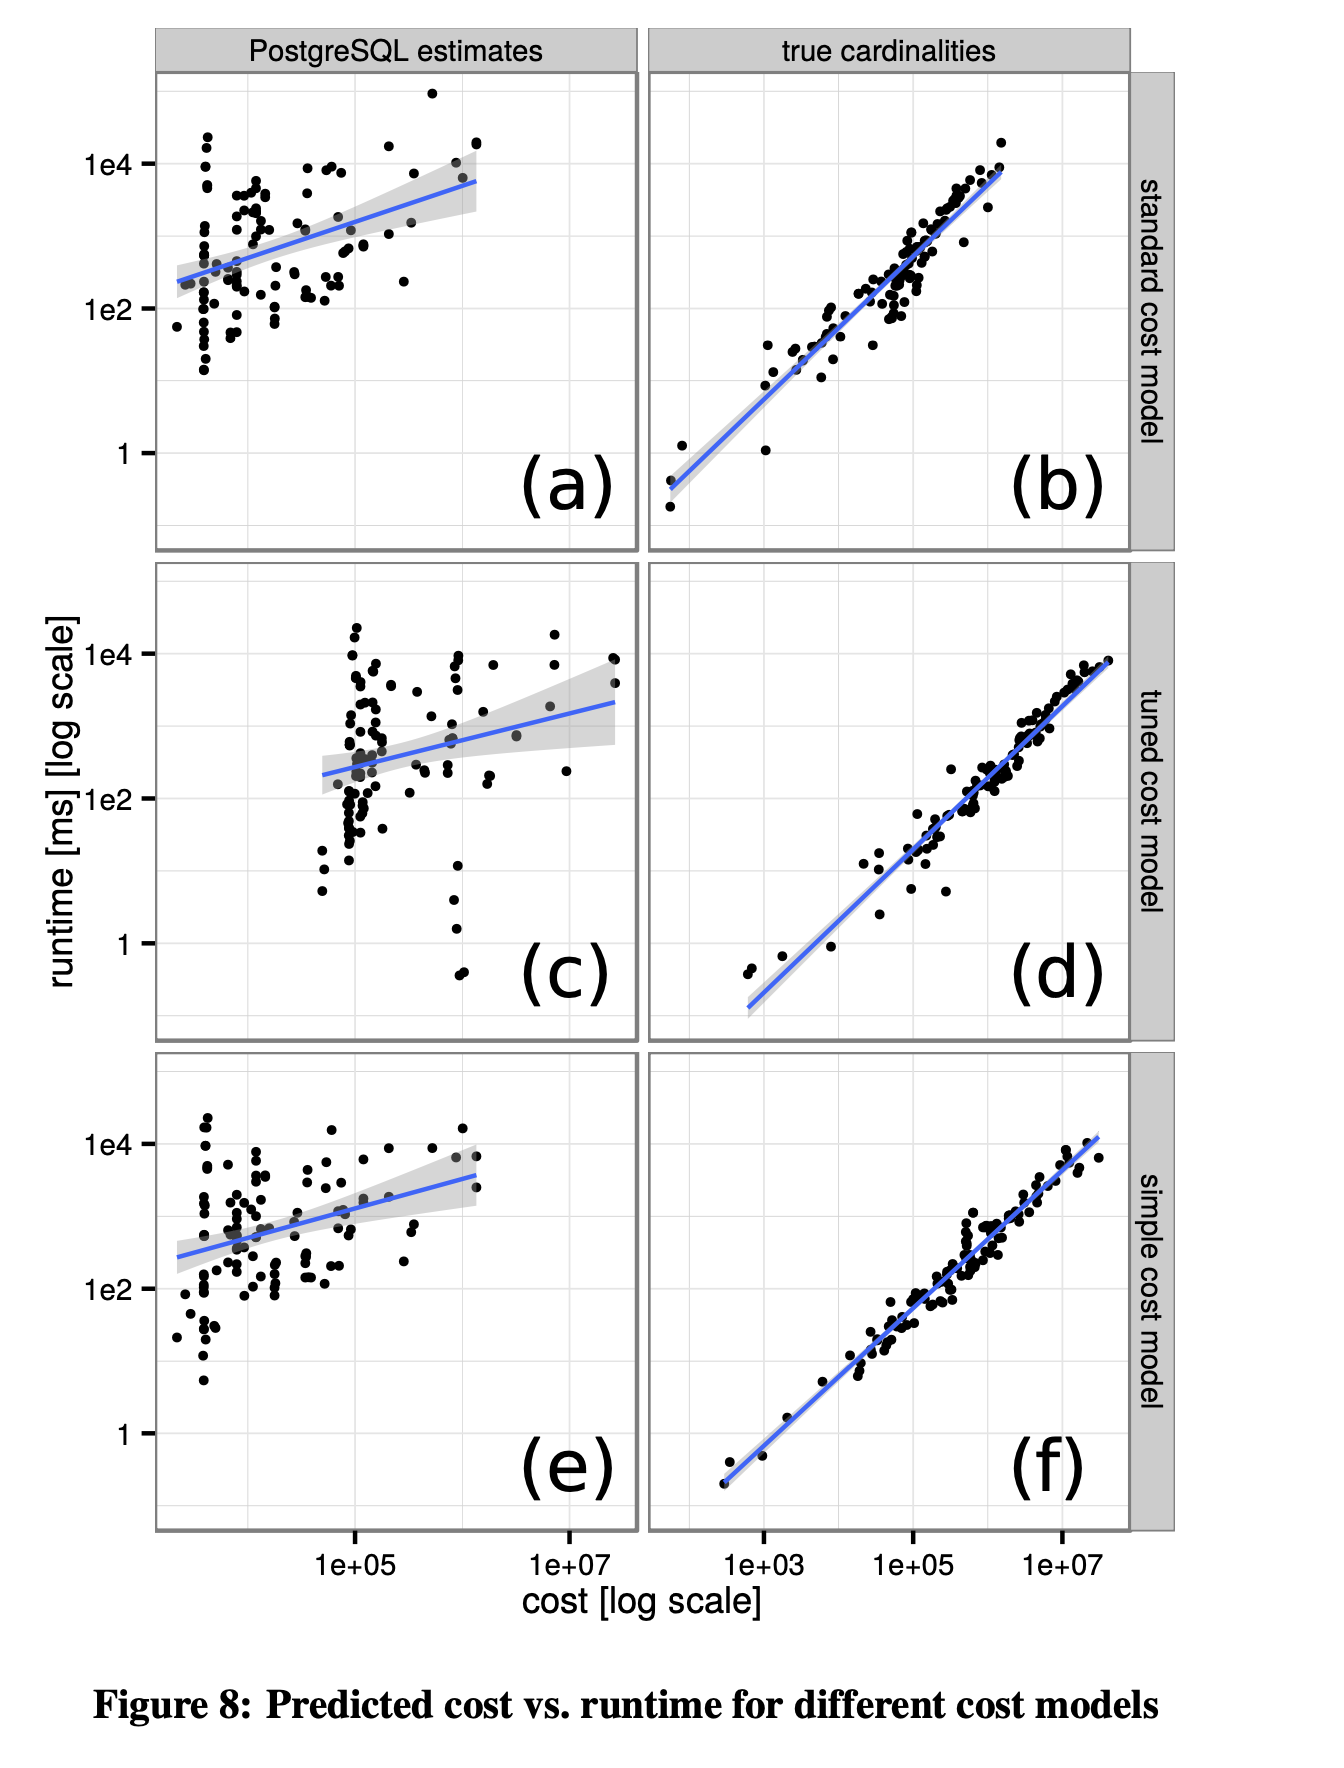 PostgreSQL estimates
true cardinalities
1e4
1e2
1
(a)
(b)
standard cost model
1e4
1e2
1
(c)
(d)
tuned cost model
runtime [ms] [log scale]
1e4
1e2
1
(e)
(f)
simple cost model
1e+05
1e+07
1e+03
1e+05
1e+07
cost [log scale]
Figure 8: Predicted cost vs. runtime for different cost models